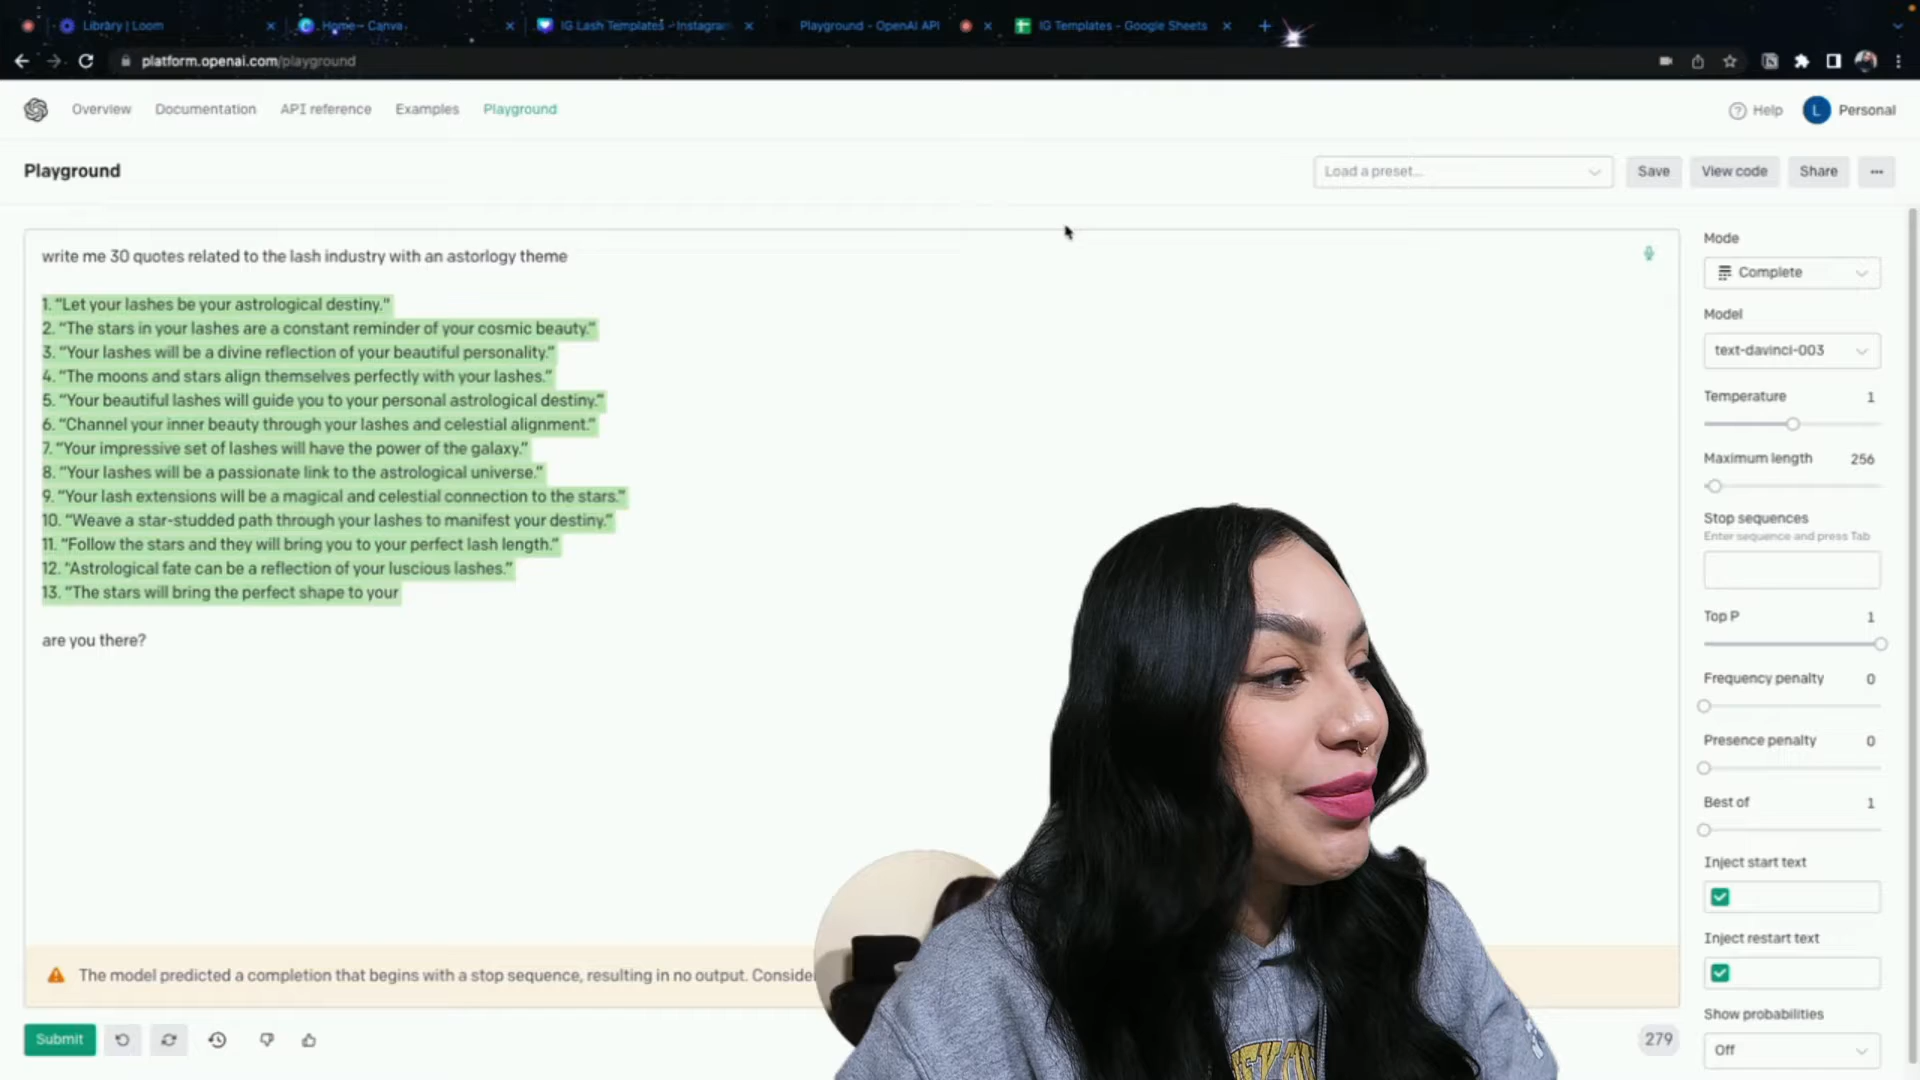 Library | Loom
Home - Canva
IG Lash Templates - Instagram
Playground - OpenAI API
IG Templates - Google Sheets
platform.openai.com/playground
Overview
Documentation
API reference
Examples
Playground
Help
L
Personal
Playground
Load a preset...
Save
View code
Share
write me 30 quotes related to the lash industry with an astorlogy theme
1. "Let your lashes be your astrological destiny."
2. "The stars in your lashes are a constant reminder of your cosmic beauty."
3. "Your lashes will be a divine reflection of your beautiful personality."
4. "The moons and stars align themselves perfectly with your lashes."
5. "Your beautiful lashes will guide you to your personal astrological destiny."
6. "Channel your inner beauty through your lashes and celestial alignment."
7. "Your impressive set of lashes will have the power of the galaxy."
8. "Your lashes will be a passionate link to the astrological universe."
9. "Your lash extensions will be a magical and celestial connection to the stars."
10. "Weave a star-studded path through your lashes to manifest your destiny."
11. "Follow the stars and they will bring you to your perfect lash length."
12. "Astrological fate can be a reflection of your luscious lashes."
13. "The stars will bring the perfect shape to your
are you there?
Mode
Complete
Model
text-davinci-003
Temperature 1
Maximum length 256
Stop sequences
Enter sequence and press Tab
Top P 1
Frequency penalty 0
Presence penalty 0
Best of 1
Inject start text
Inject restart text
Show probabilities
Off
The model predicted a completion that begins with a stop sequence, resulting in no output.
Submit
279